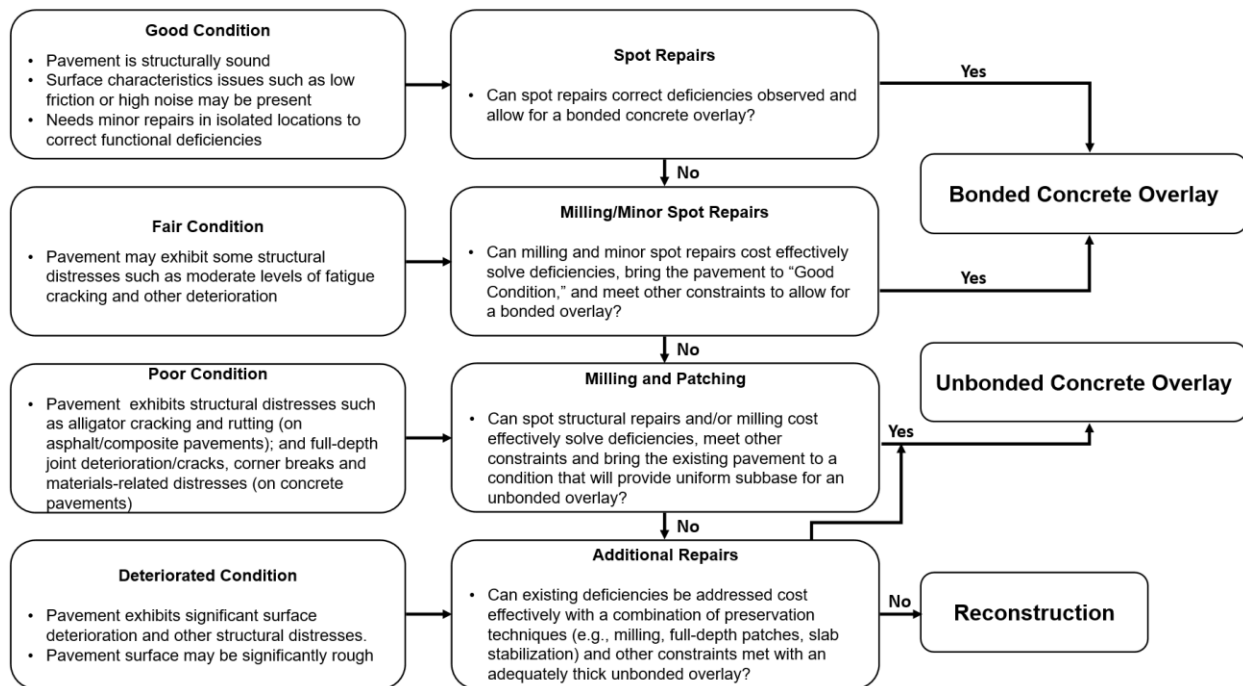 Good Condition
• Pavement is structurally sound
• Surface characteristics issues such as low
friction or high noise may be present
• Needs minor repairs in isolated locations to
correct functional deficiencies
Spot Repairs
• Can spot repairs correct deficiencies observed and
allow for a bonded concrete overlay?
Yes
No
Bonded Concrete Overlay
Fair Condition
• Pavement may exhibit some structural
distresses such as moderate levels of fatigue
cracking and other deterioration
Milling/Minor Spot Repairs
• Can milling and minor spot repairs cost effectively
solve deficiencies, bring the pavement to “Good
Condition,” and meet other constraints to allow for
a bonded overlay?
Yes
No
Poor Condition
• Pavement exhibits structural distresses such
as alligator cracking and rutting (on
asphalt/composite pavements); and full-depth
joint deterioration/cracks, corner breaks and
materials-related distresses (on concrete
pavements)
Milling and Patching
• Can spot structural repairs and/or milling cost
effectively solve deficiencies, meet other
constraints and bring the existing pavement to a
condition that will provide uniform subbase for an
unbonded overlay?
Yes
No
Unbonded Concrete Overlay
Deteriorated Condition
• Pavement exhibits significant surface
deterioration and other structural distresses.
• Pavement surface may be significantly rough
Additional Repairs
• Can existing deficiencies be addressed cost
effectively with a combination of preservation
techniques (e.g., milling, full-depth patches, slab
stabilization) and other constraints met with an
adequately thick unbonded overlay?
No
Reconstruction